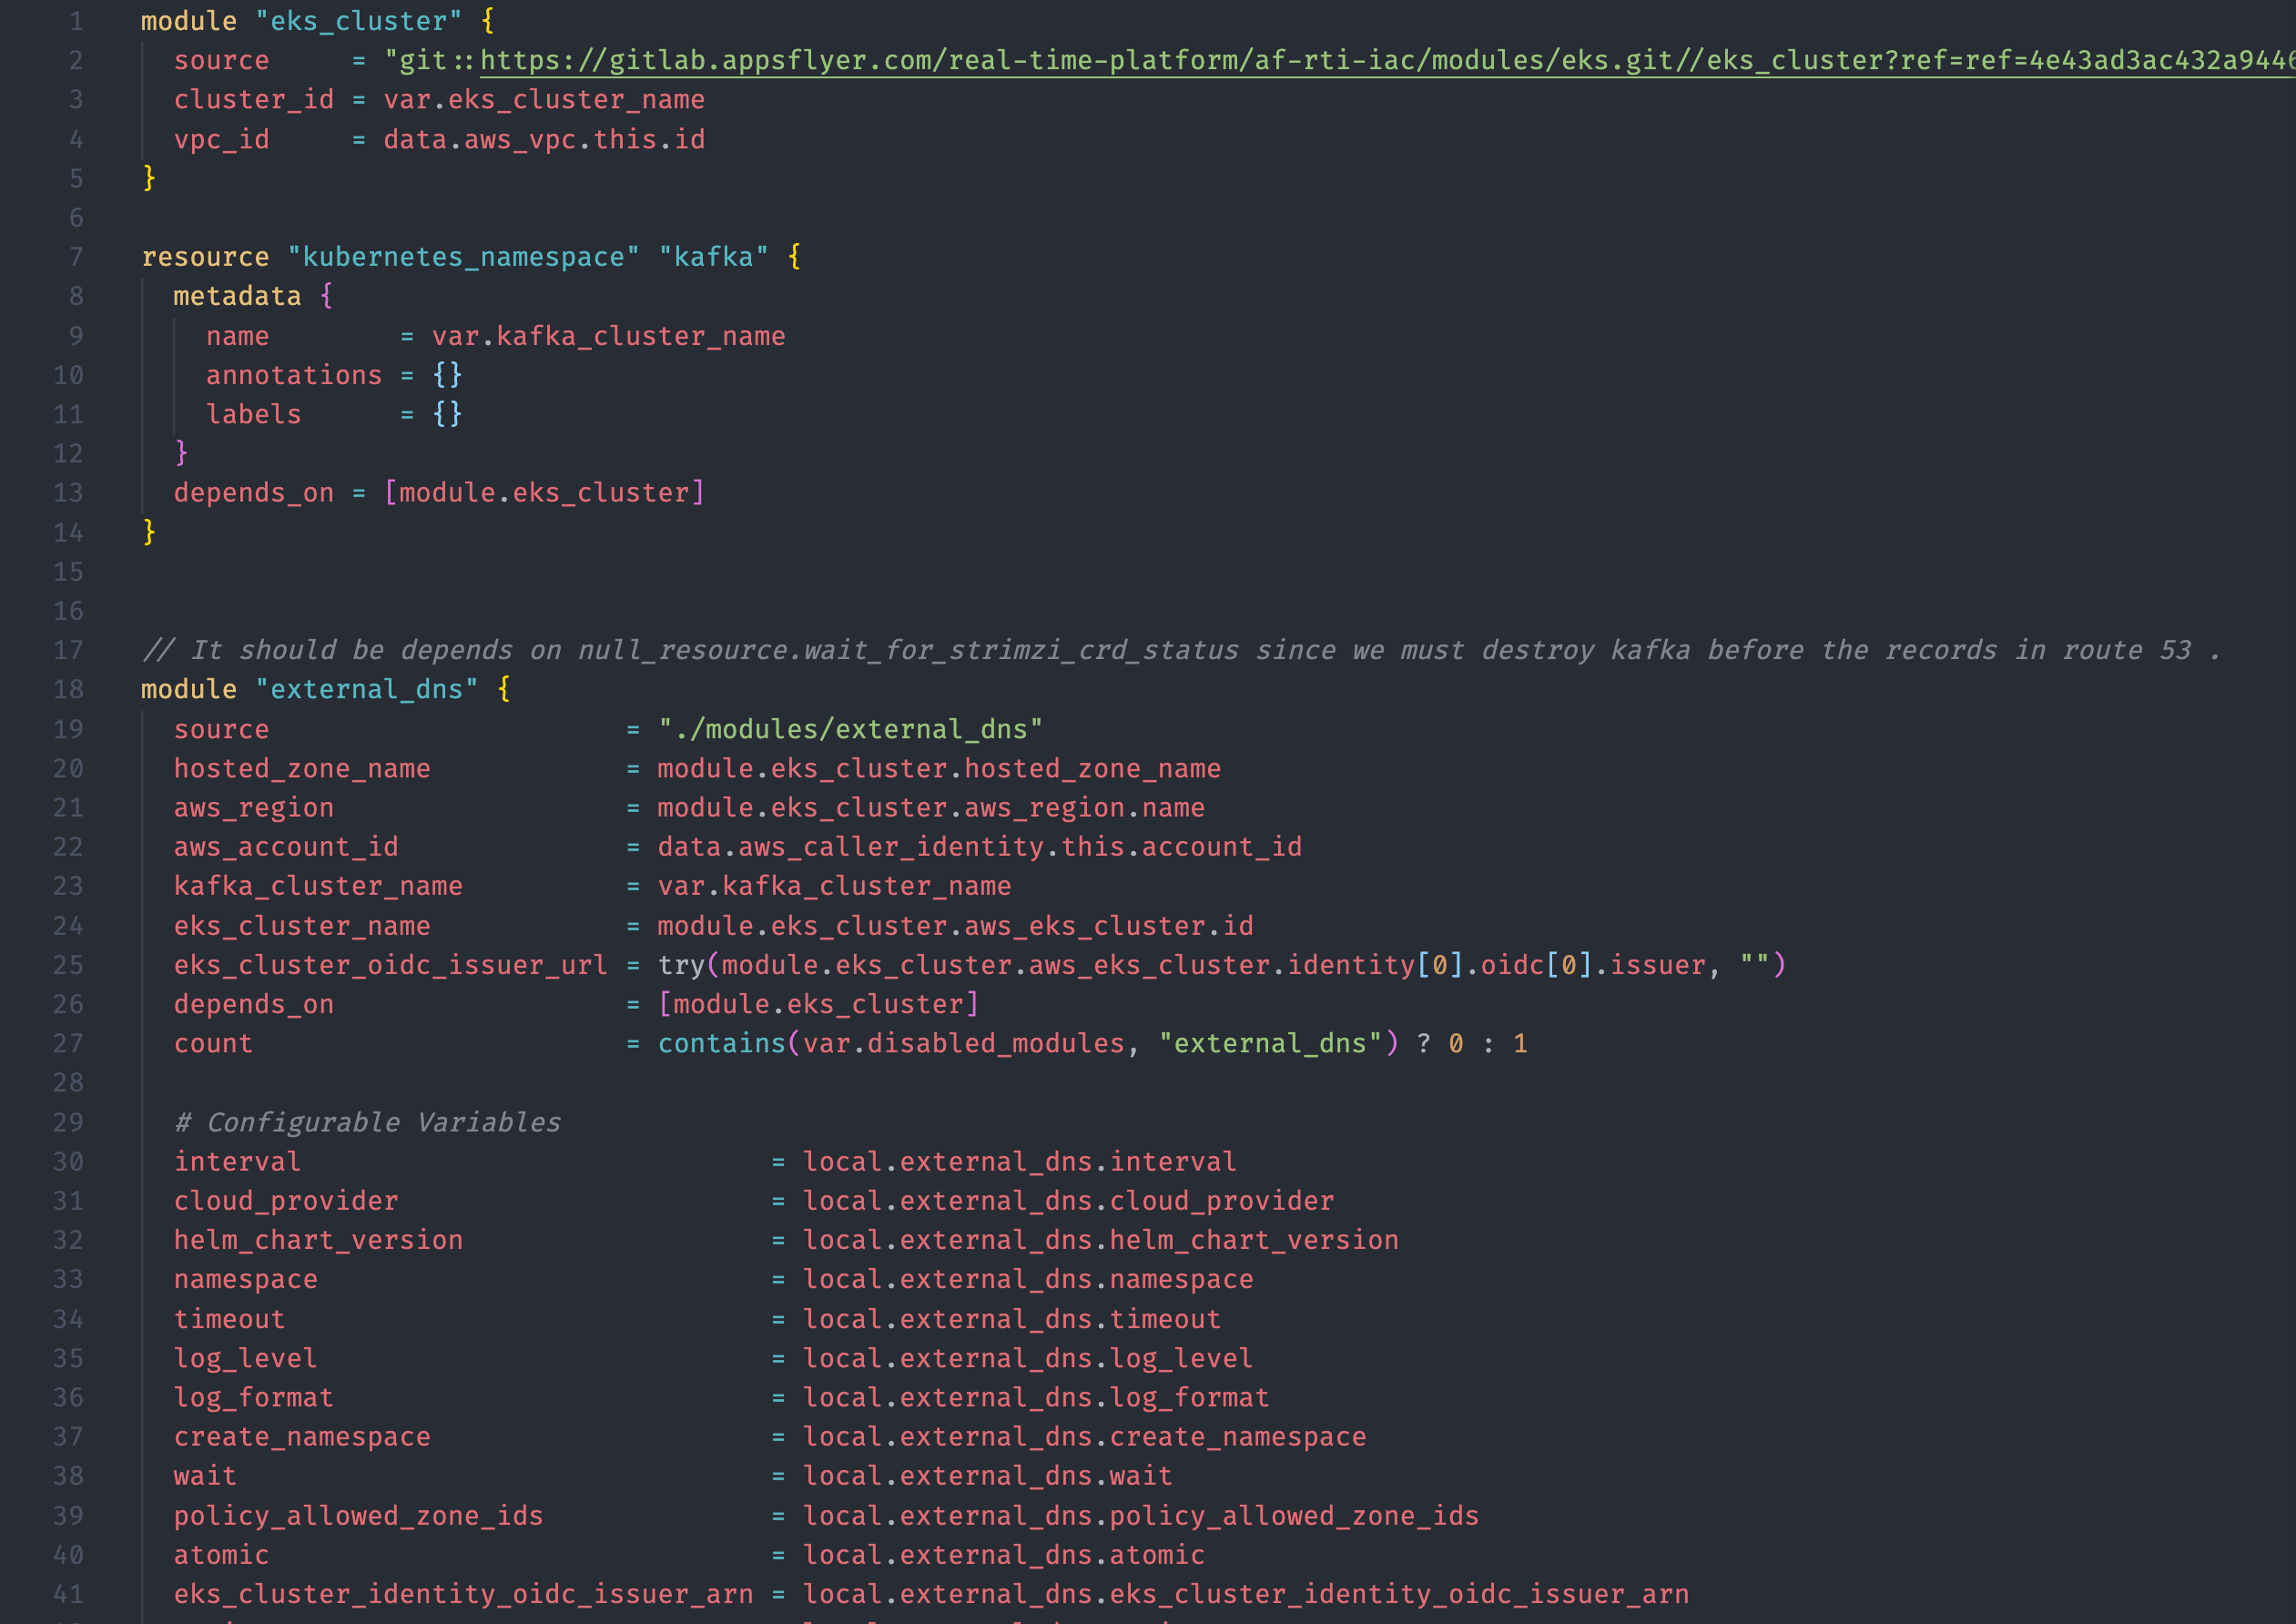 1 module "eks_cluster" {
2 source = "git::https://gitlab.appsflyer.com/real-time-platform/af-rti-iac/modules/eks.git//eks_cluster?ref=ref=4e43ad3ac432a9446
3 cluster_id = var.eks_cluster_name
4 vpc_id = data.aws_vpc.this.id
5 }
6
7 resource "kubernetes_namespace" "kafka" {
8 metadata {
9 name = var.kafka_cluster_name
10 annotations = {}
11 labels = {}
12 }
13 depends_on = [module.eks_cluster]
14 }
15
16
17 // It should be depends on null_resource.wait_for_strimzi_crd_status since we must destroy kafka before the records in route 53 .
18 module "external_dns" {
19 source = "./modules/external_dns"
20 hosted_zone_name = module.eks_cluster.hosted_zone_name
21 aws_region = module.eks_cluster.aws_region.name
22 aws_account_id = data.aws_caller_identity.this.account_id
23 kafka_cluster_name = var.kafka_cluster_name
24 eks_cluster_name = module.eks_cluster.aws_eks_cluster.id
25 eks_cluster_oidc_issuer_url = try(module.eks_cluster.aws_eks_cluster.identity[0].oidc[0].issuer, "")
26 depends_on = [module.eks_cluster]
27 count = contains(var.disabled_modules, "external_dns") ? 0 : 1
28
29 # Configurable Variables
30 interval = local.external_dns.interval
31 cloud_provider = local.external_dns.cloud_provider
32 helm_chart_version = local.external_dns.helm_chart_version
33 namespace = local.external_dns.namespace
34 timeout = local.external_dns.timeout
35 log_level = local.external_dns.log_level
36 log_format = local.external_dns.log_format
37 create_namespace = local.external_dns.create_namespace
38 wait = local.external_dns.wait
39 policy_allowed_zone_ids = local.external_dns.policy_allowed_zone_ids
40 atomic = local.external_dns.atomic
41 eks_cluster_identity_oidc_issuer_arn = local.external_dns.eks_cluster_identity_oidc_issuer_arn